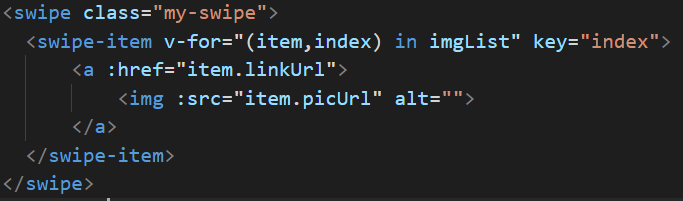 <swipe class="my-swipe">
<swipe-item v-for="(item,index) in imgList" key="index">
<a :href="item.linkUrl">
<img :src="item.picUrl" alt="">
</a>
</swipe-item>
</swipe>